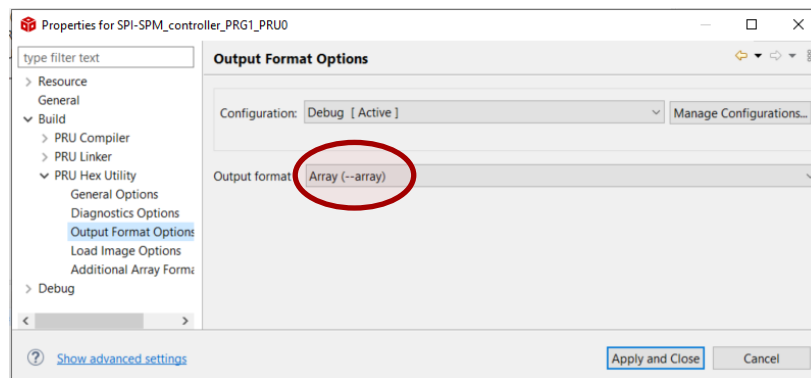 Properties for SPI-SPM_controller_PRG1_PRU0
type filter text
Output Format Options
Resource
General
Build
PRU Compiler
PRU Linker
PRU Hex Utility
General Options
Diagnostics Options
Output Format Options
Load Image Options
Additional Array Forma
Debug
Configuration: Debug [ Active ] Manage Configurations...
Output format Array (--array)
? Show advanced settings
Apply and Close Cancel